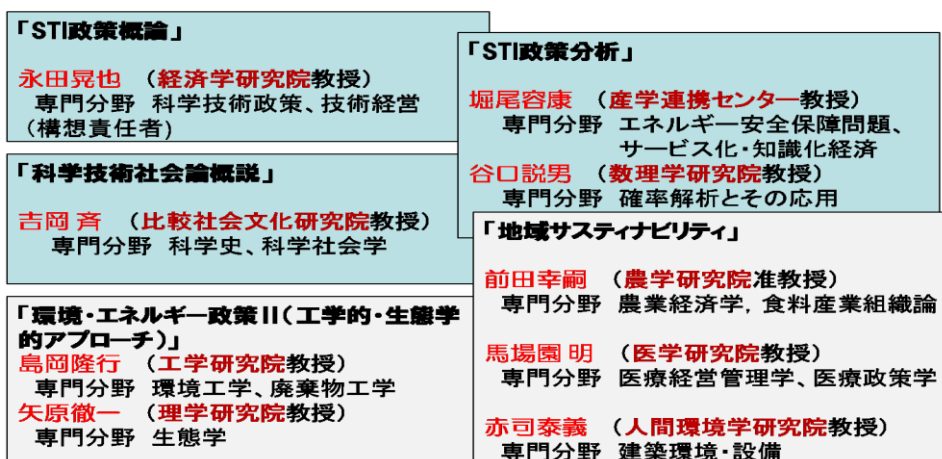 「STI政策概論」
永田晃也　（経済学研究院教授）
専門分野　科学技術政策、技術経営
（構想責任者)
「科学技術社会論概説」
吉岡 斉　（比較社会文化研究院教授）
専門分野　科学史、科学社会学
「環境・エネルギー政策Ⅱ（工学的・生態学
的アプローチ）」
島岡隆行　（工学研究院教授）
専門分野　環境工学、廃棄物工学
矢原徹一　（理学研究院教授）
専門分野　生態学
「STI政策分析」
堀尾容康　（産学連携センター教授）
専門分野　エネルギー安全保障問題、
サービス化・知識化経済
谷口説男　（数理学研究院教授）
専門分野　確率解析とその応用
「地域サスティナビリティ」
前田幸嗣　（農学研究院准教授）
専門分野　農業経済学，食料産業組織論
馬場園 明　（医学研究院教授）
専門分野　医療経営管理学、医療政策学
赤司泰義　（人間環境学研究院教授）
専門分野　建築環境・設備